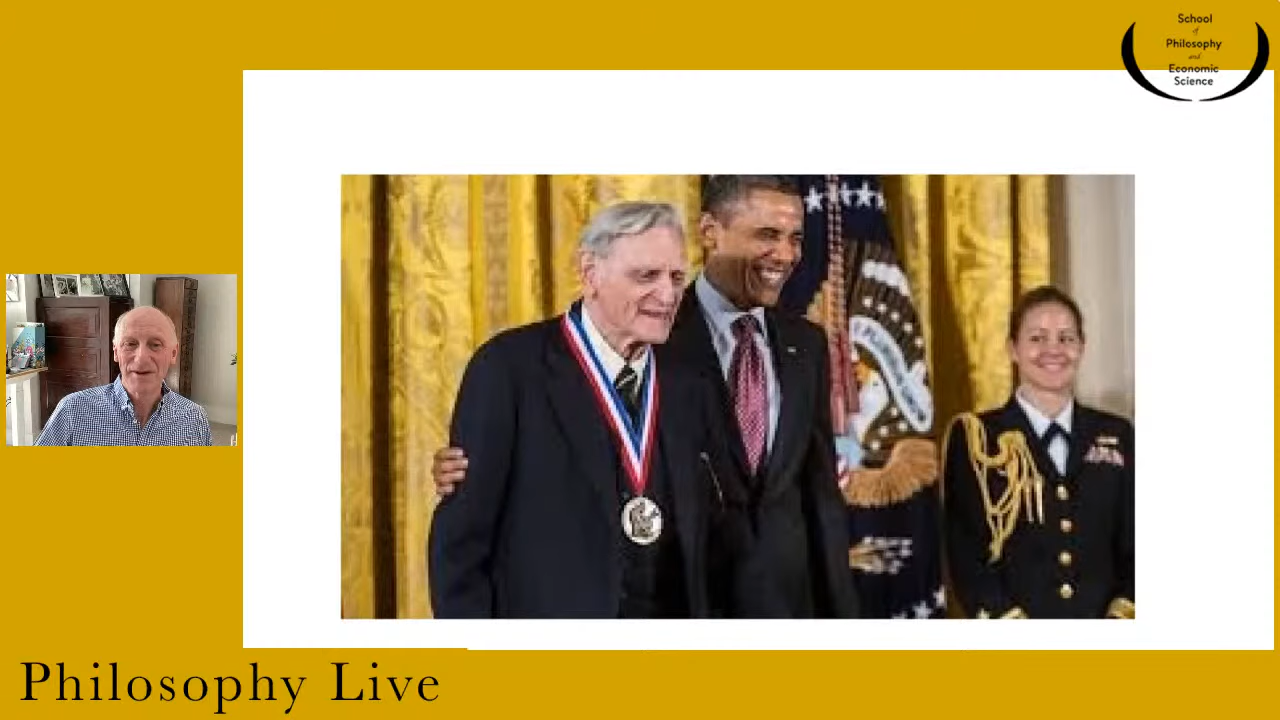 School
of
Philosophy
and
Economic
Science
Philosophy Live